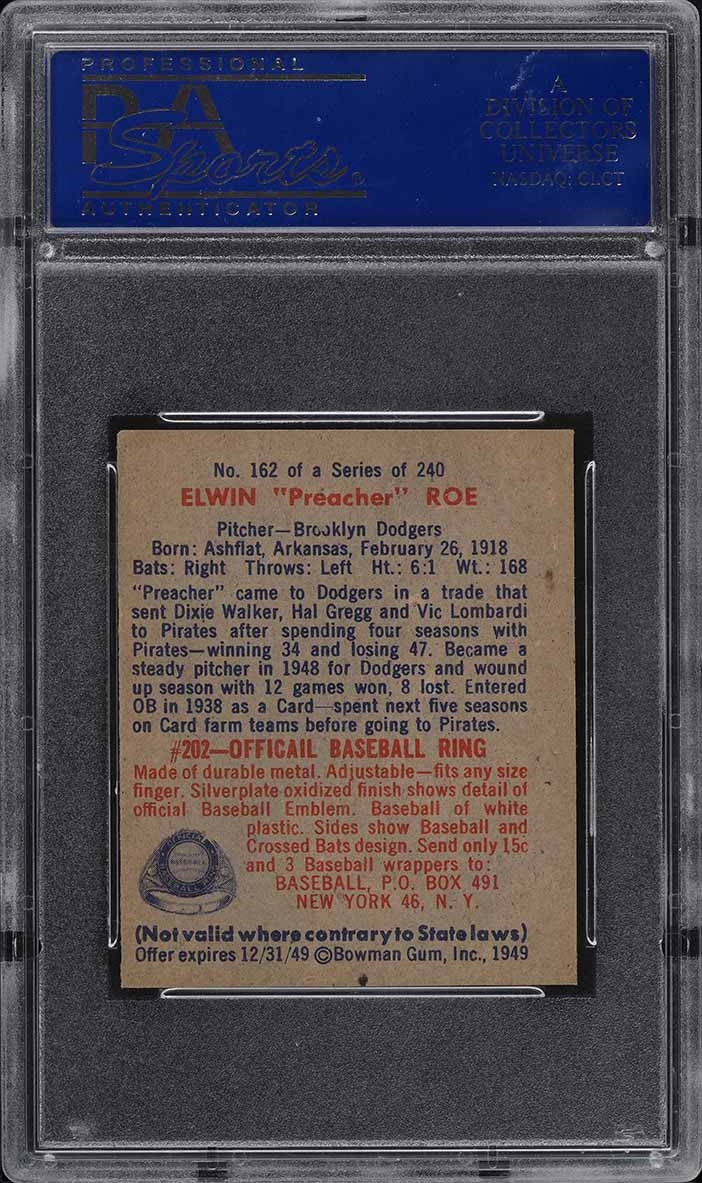 PROFESSIONAL
PSA
Sports®
AUTHENTICATOR
A
DIVISION OF
COLLECTORS
UNIVERSE
NASDAQ: CLCT
No. 162 of a Series of 240
ELWIN "Preacher" ROE
Pitcher—Brooklyn Dodgers
Born: Ashflat, Arkansas, February 26, 1918
Bats: Right Throws: Left Ht.: 6:1 Wt.: 168
"Preacher" came to Dodgers in a trade that
sent Dixie Walker, Hal Gregg and Vic Lombardi
to Pirates after spending four seasons with
Pirates—winning 34 and losing 47. Became a
steady pitcher in 1948 for Dodgers and wound
up season with 12 games won, 8 lost. Entered
OB in 1938 as a Card—spent next five seasons
on Card farm teams before going to Pirates.
#202—OFFICAIL BASEBALL RING
Made of durable metal. Adjustable—fits any size
finger. Silverplate oxidized finish shows detail of
official Baseball Emblem. Baseball of white
plastic. Sides show Baseball and
Crossed Bats design. Send only 15c
and 3 Baseball wrappers to:
BASEBALL, P.O. BOX 491
NEW YORK 46, N. Y.
OFFICIAL
BASEBALL RING
(Not valid where contrary to State laws)
Offer expires 12/31/49 ©Bowman Gum, Inc., 1949